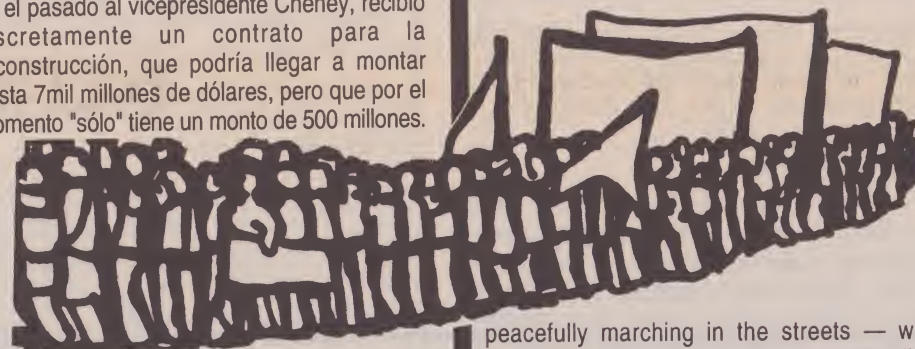 el pasado al vicepresidente Cheney, recibió
scretamente un contrato para la
construcción, que podría llegar a montar
sta 7mil millones de dólares, pero que por el
omento "sólo" tiene un monto de 500 millones.
peacefully marching in the streets — w